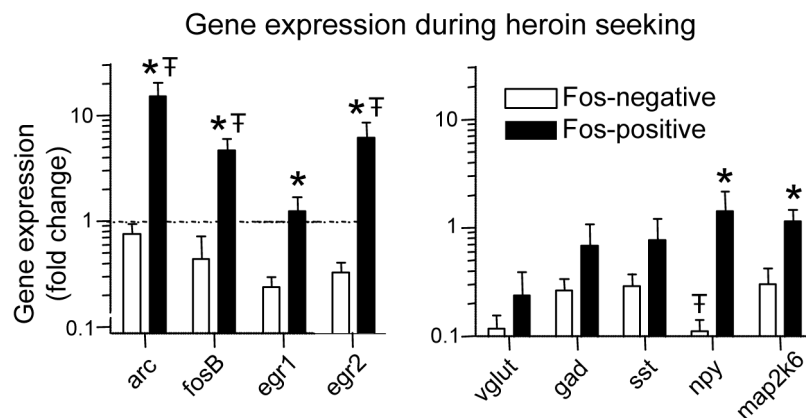 Gene expression during heroin seeking
Gene expression
(fold change)
10
1
0.1
* Ŧ
* Ŧ
*
* Ŧ
arc
fosB
egr1
egr2
Fos-negative
Fos-positive
10
1
0.1
Ŧ
*
*
vglut
gad
sst
npy
map2k6